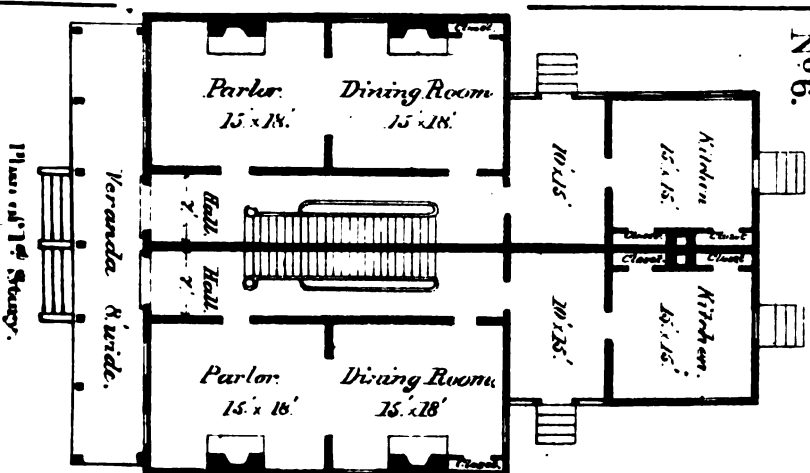 Nº 6.
Closet.
Parlor.
15' x 18'.
Dining Room
15' x 18'.
10' x 15'
Kitchen
15' x 15'.
Hall.
7'
Closet.
Closet
Veranda 8' wide.
Closet.
Closet
Hall.
7'
10' x 15'.
Kitchen.
15' x 15'.
Parlor.
15' x 18'
Dining Room
15' x 18'
Closet.
Plan of 1st Story.